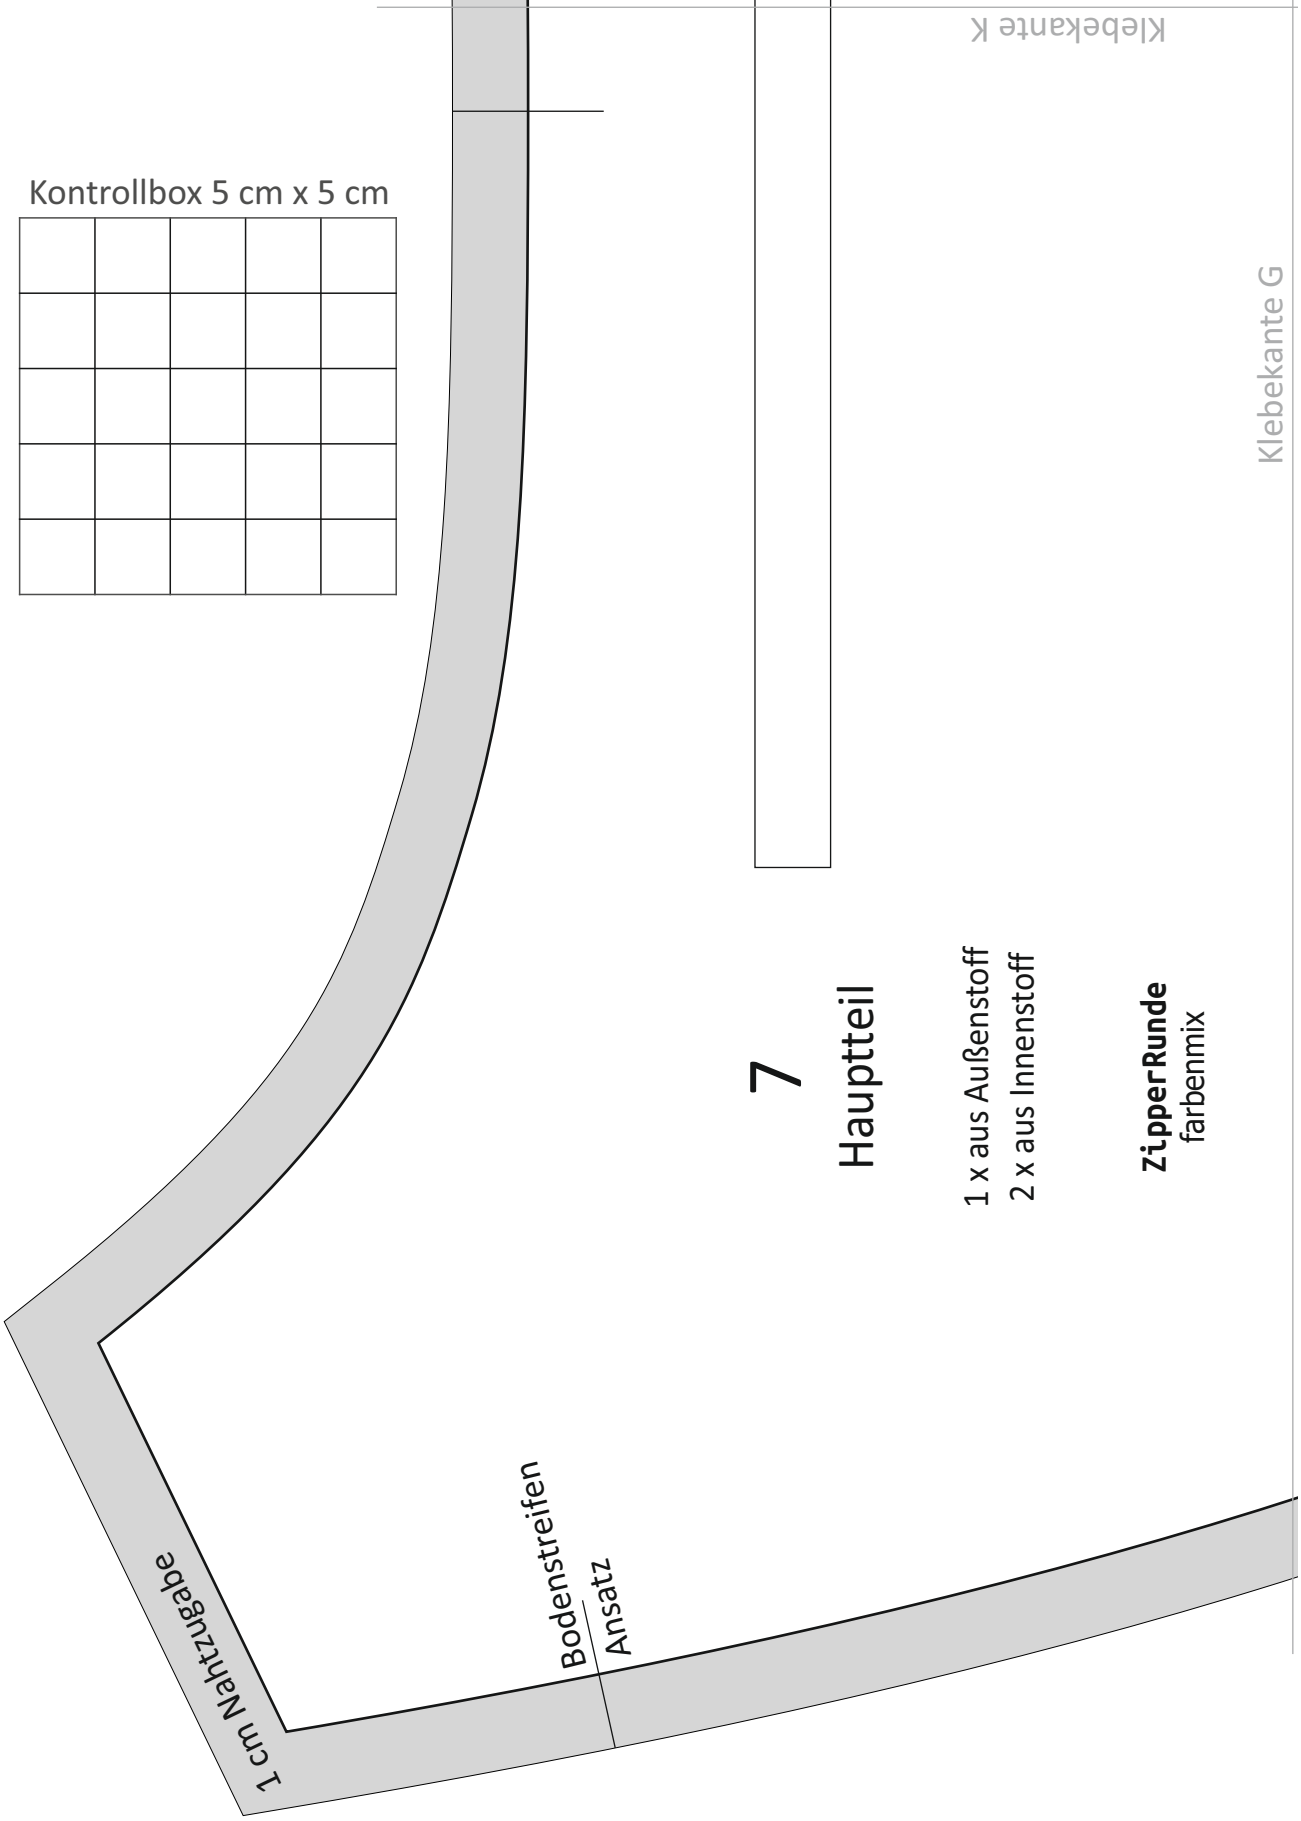 Klebekante K
Kontrollbox 5 cm x 5 cm
Klebekante G
7
Hauptteil
1 x aus Außenstoff
2 x aus Innenstoff
ZipperRunde
farbenmix
Bodenstreifen
Ansatz
1 cm Nahtzugabe